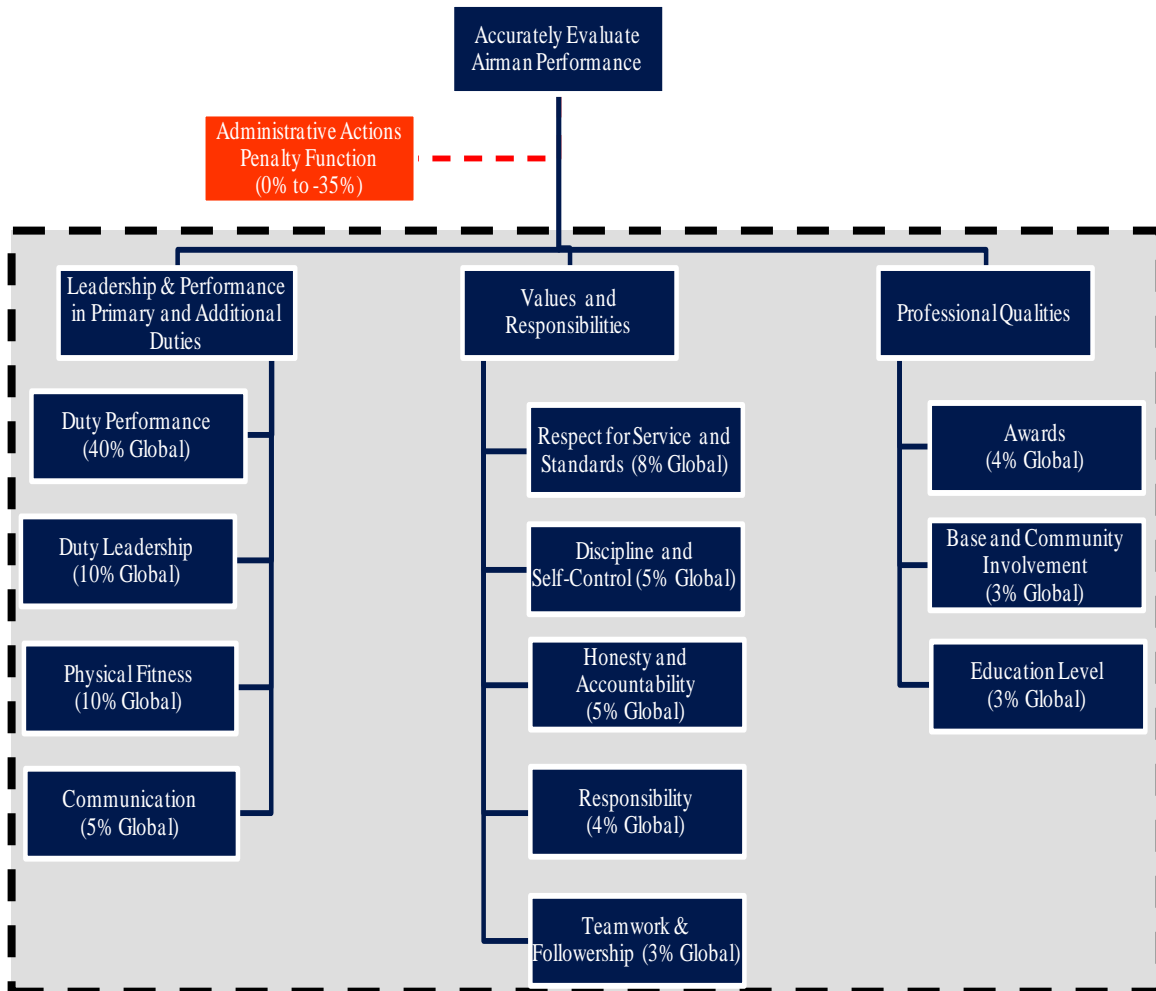 Accurately Evaluate
Airman Performance
Administrative Actions
Penalty Function
(0% to -35%)
Leadership & Performance
in Primary and Additional
Duties
Values and
Responsibilities
Professional Qualities
Duty Performance
(40% Global)
Duty Leadership
(10% Global)
Physical Fitness
(10% Global)
Communication
(5% Global)
Respect for Service and
Standards (8% Global)
Discipline and
Self-Control (5% Global)
Honesty and
Accountability
(5% Global)
Responsibility
(4% Global)
Teamwork &
Followership (3% Global)
Awards
(4% Global)
Base and Community
Involvement
(3% Global)
Education Level
(3% Global)